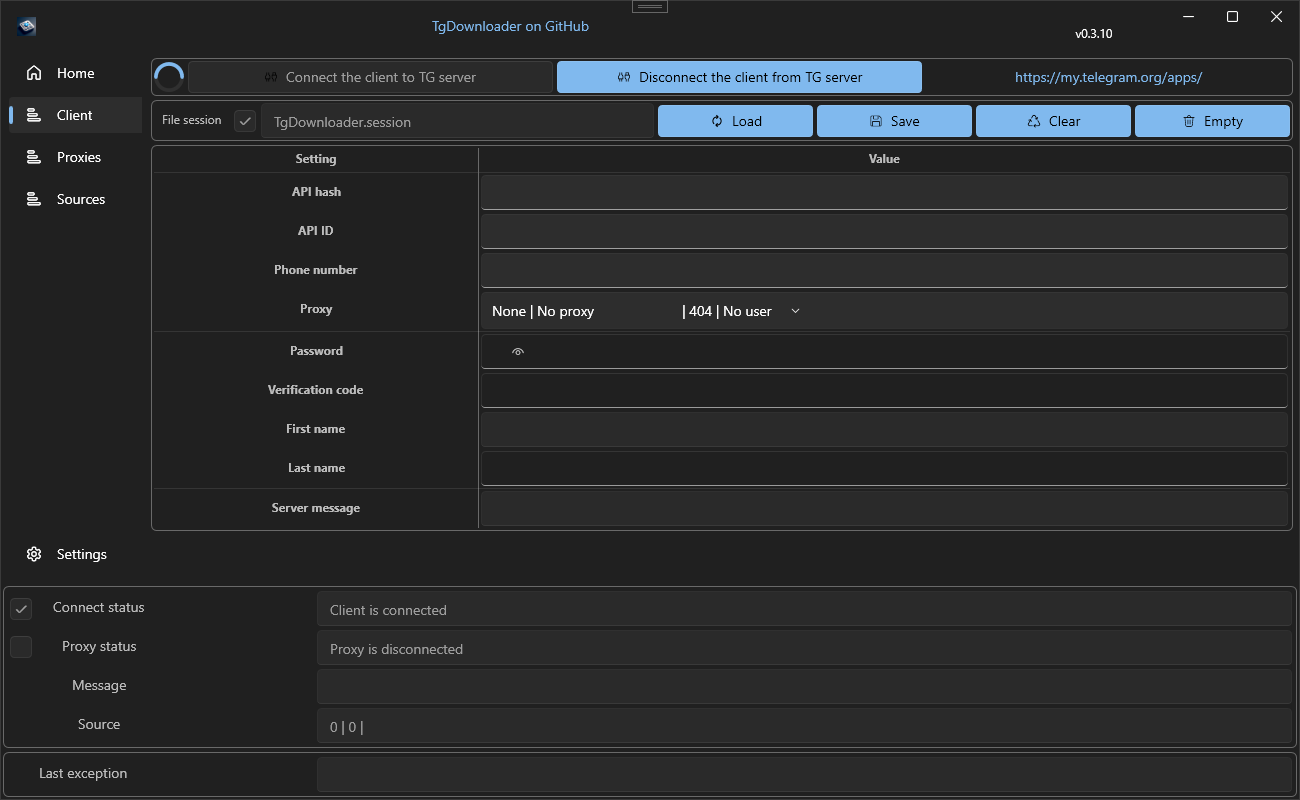 TgDownloader on GitHub
v0.3.10
Home
Client
Proxies
Sources
Settings
Connect the client to TG server
Disconnect the client from TG server
https://my.telegram.org/apps/
File session
TgDownloader.session
Load
Save
Clear
Empty
Setting Value
API hash
API ID
Phone number
Proxy None | No proxy | 404 | No user
Password
Verification code
First name
Last name
Server message
Connect status Client is connected
Proxy status Proxy is disconnected
Message
Source 0 | 0 |
Last exception